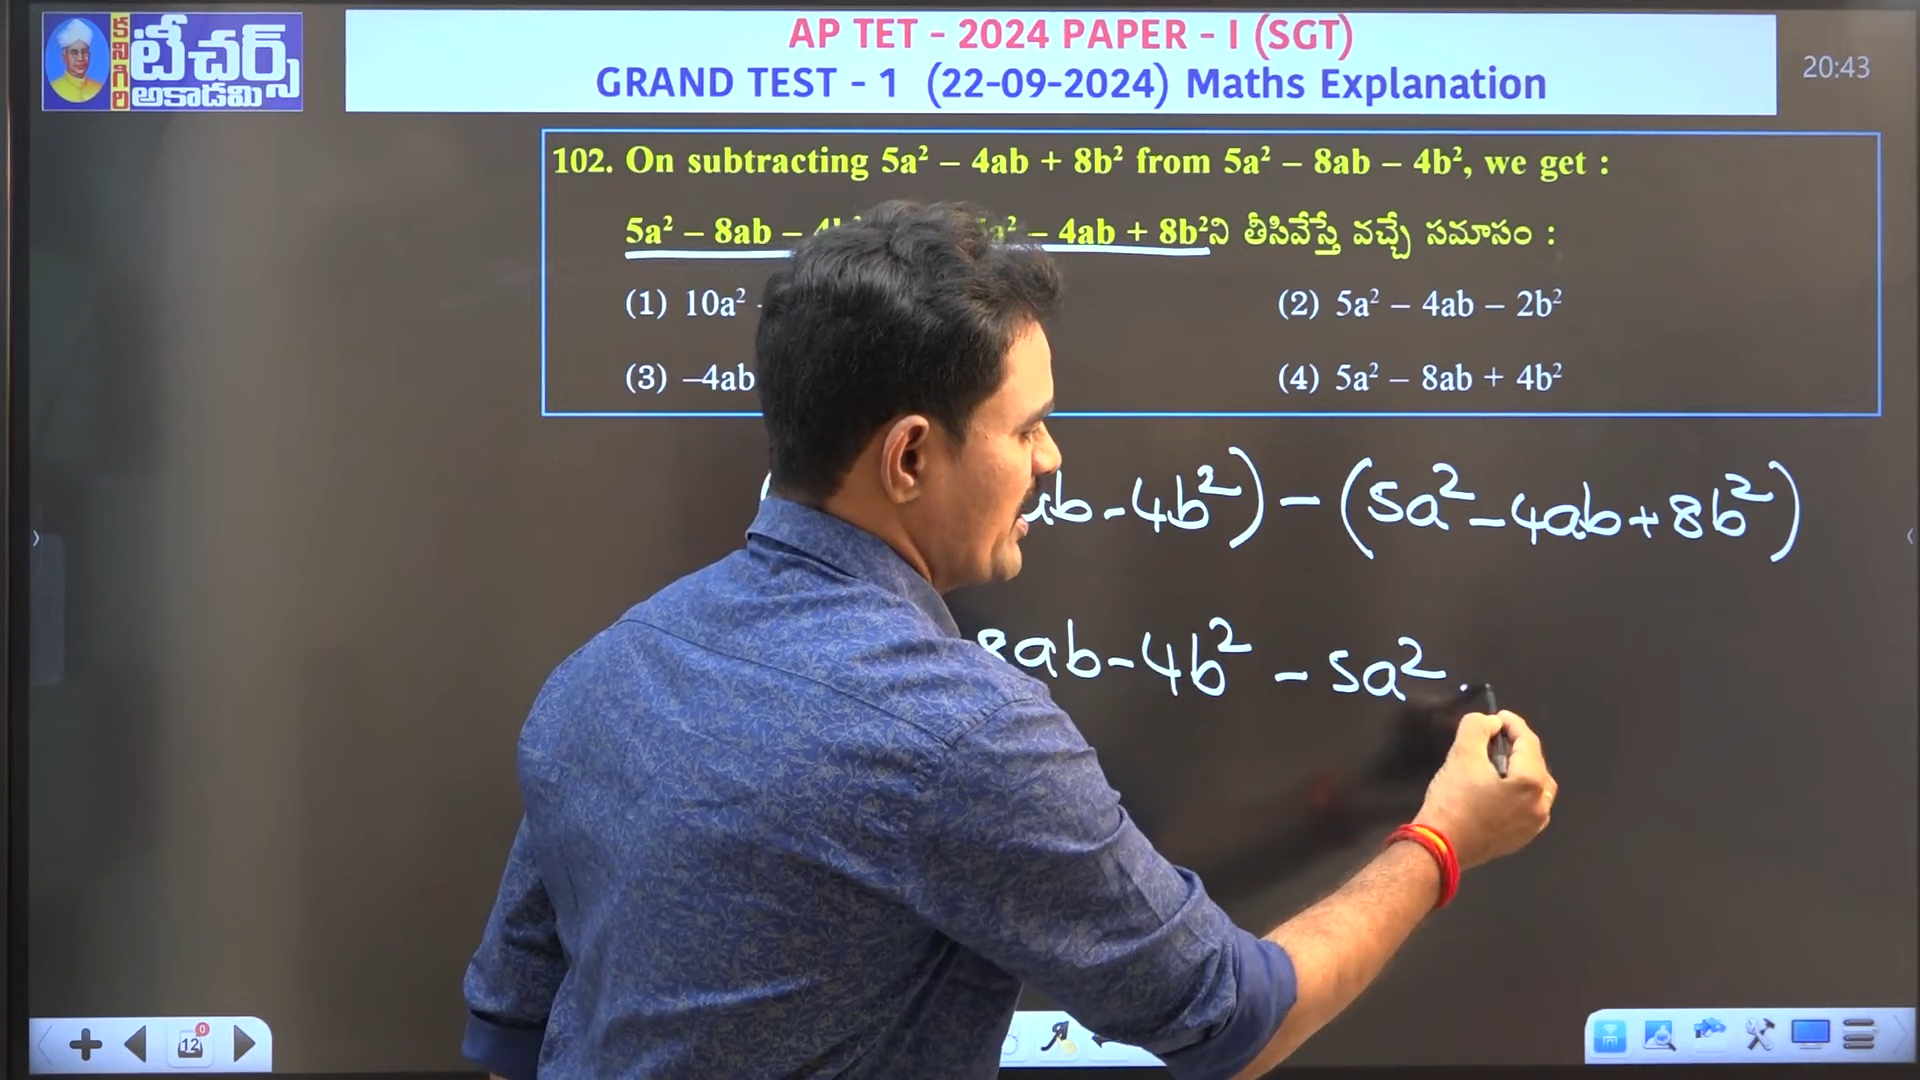 కనిగిరి
టీచర్స్
అకాడమి
AP TET - 2024 PAPER - I (SGT)
GRAND TEST - 1 (22-09-2024) Maths Explanation
20:43
102. On subtracting 5a² – 4ab + 8b² from 5a² – 8ab – 4b², we get :
5a² – 8ab – a² – 4ab + 8b²ని తీసివేస్తే వచ్చే సమాసం :
(1) 10a² (2) 5a² – 4ab – 2b²
(3) –4ab (4) 5a² – 8ab + 4b²
ab - 4b²) - (5a² - 4ab + 8b²)
8ab - 4b² - 5a²
12
0